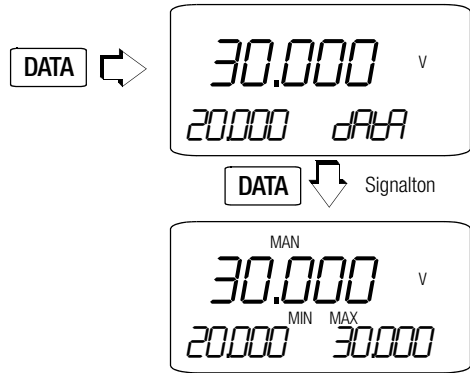 DATA
30.000 V
20.000 dAtA
DATA Signalton
MAN
30.000 V
MIN MAX
20.000 30.000